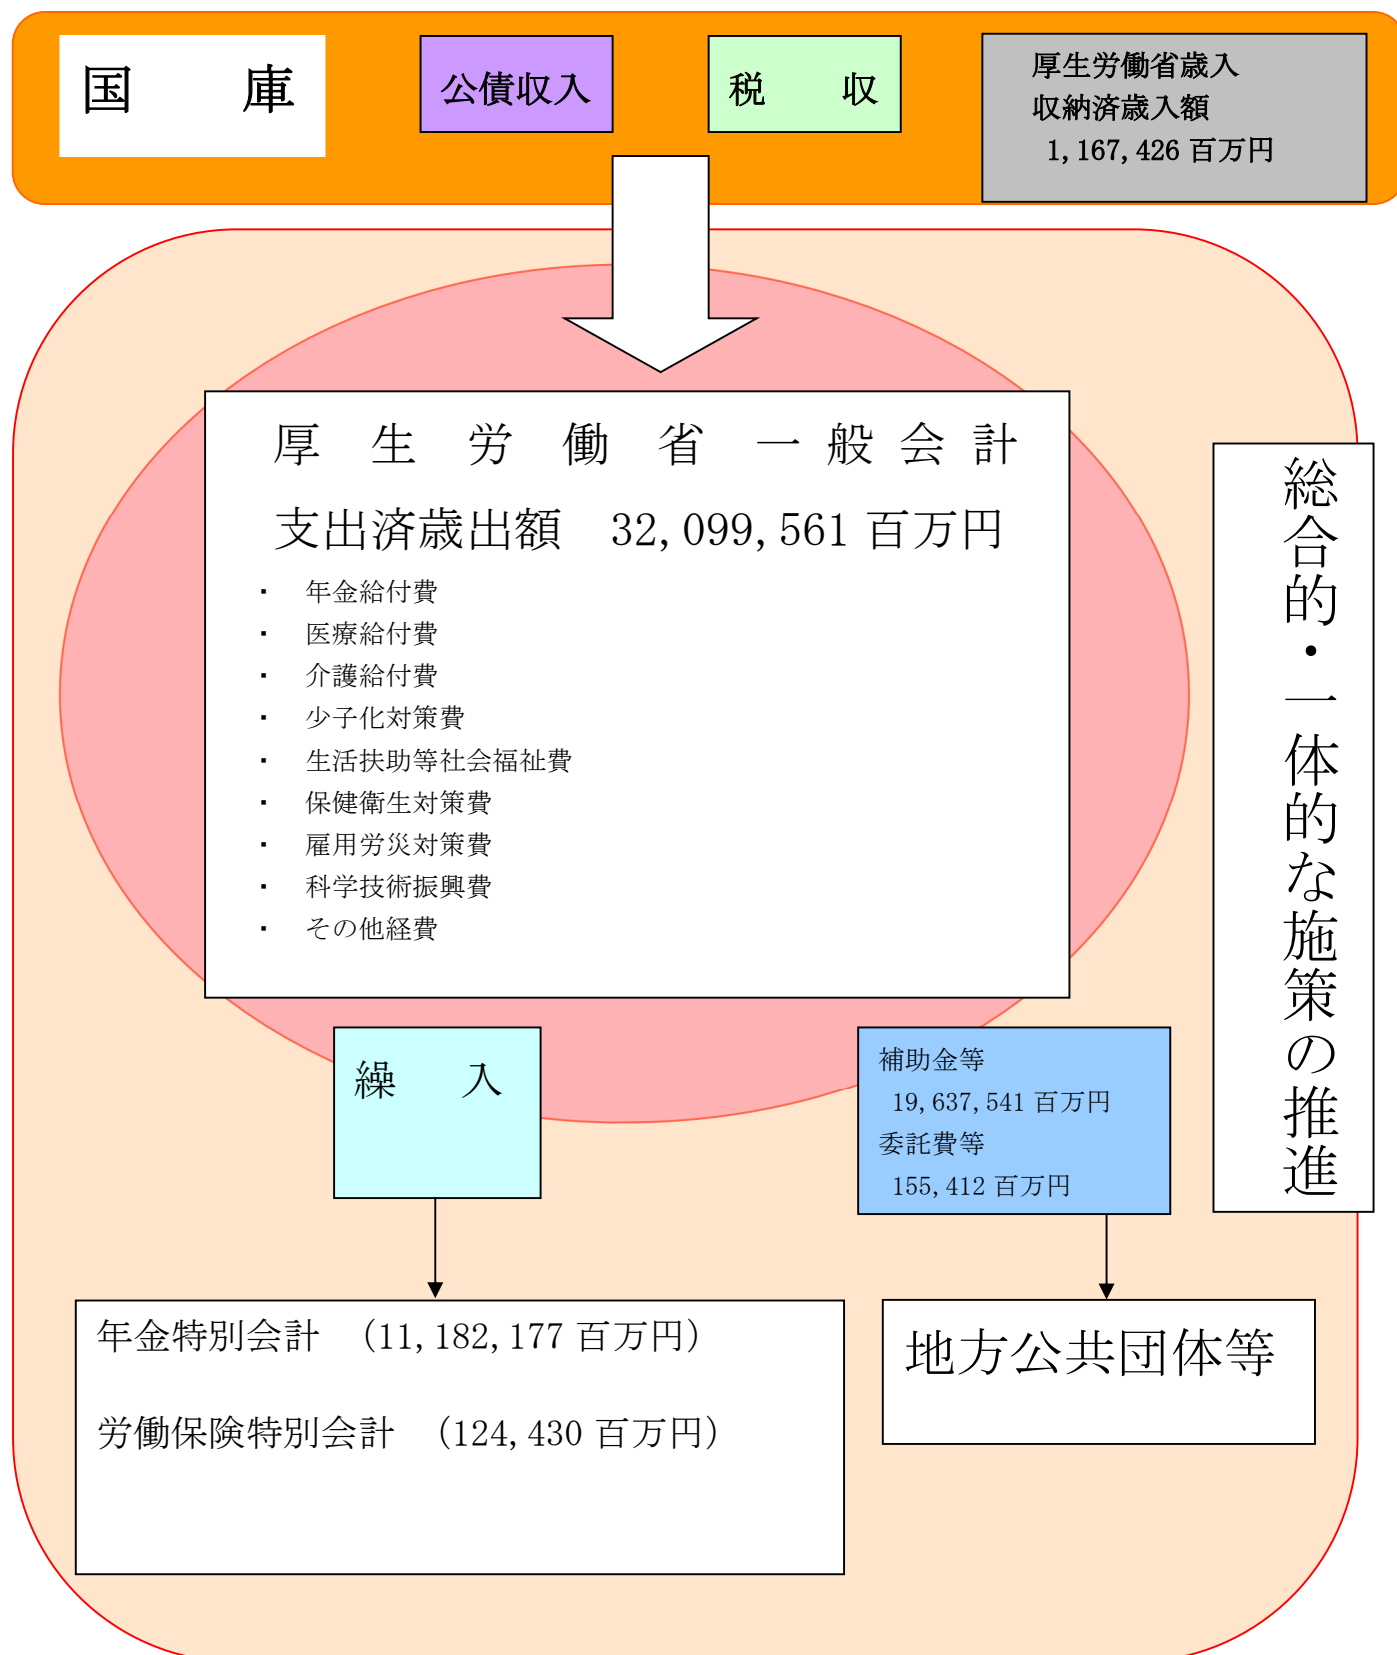 国　庫
公債収入
税　収
厚生労働省歳入
収納済歳入額
1,167,426 百万円
厚 生 労 働 省 一 般 会 計
支出済歳出額　32,099,561 百万円
・ 年金給付費
・ 医療給付費
・ 介護給付費
・ 少子化対策費
・ 生活扶助等社会福祉費
・ 保健衛生対策費
・ 雇用労災対策費
・ 科学技術振興費
・ その他経費
総合的・一体的な施策の推進
繰　入
補助金等
19,637,541 百万円
委託費等
155,412 百万円
年金特別会計　（11,182,177 百万円）
労働保険特別会計　（124,430 百万円）
地方公共団体等